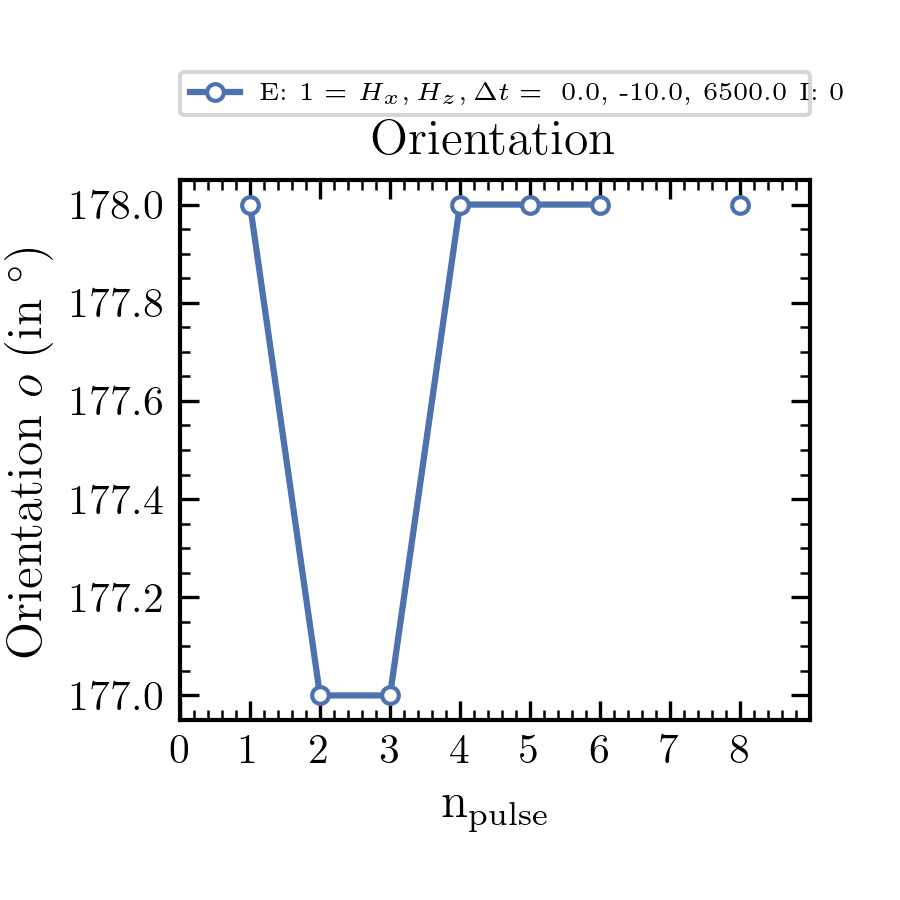 E: 1 = Hx, Hz, Δt = 0.0, -10.0, 6500.0 I: 0
Orientation
178.0
177.8
177.6
177.4
177.2
177.0
Orientation o (in °)
0 1 2 3 4 5 6 7 8
npulse